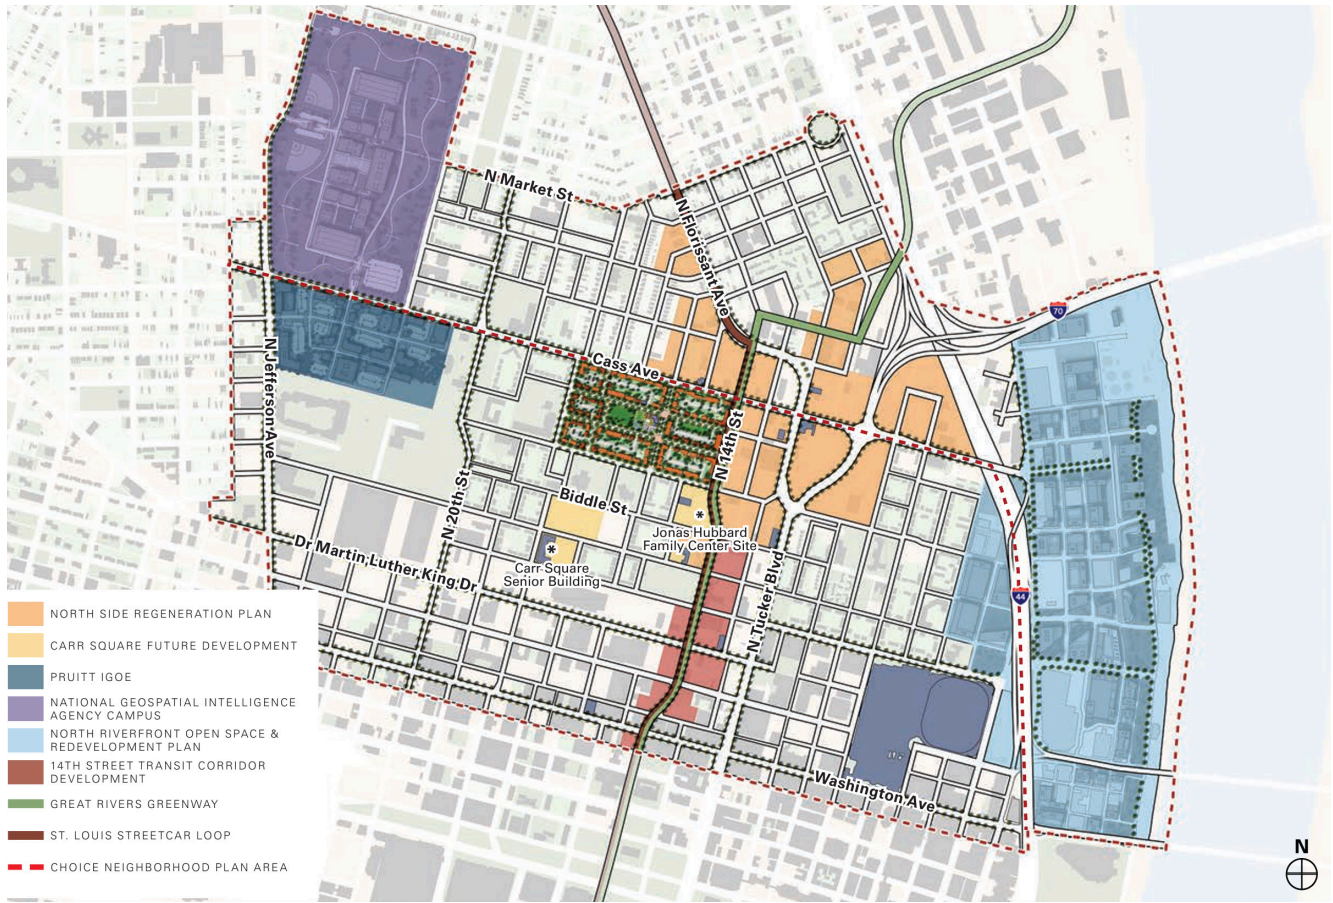 N Market St
N Florissant Ave
70
Cass Ave
N Jefferson Ave
N 14th St
N 20th St
Biddle St
*
Jonas Hubbard
Family Center Site
*
Carr Square
Senior Building
Dr Martin Luther King Dr
N Tucker Blvd
44
Washington Ave
NORTH SIDE REGENERATION PLAN
CARR SQUARE FUTURE DEVELOPMENT
PRUITT IGOE
NATIONAL GEOSPATIAL INTELLIGENCE
AGENCY CAMPUS
NORTH RIVERFRONT OPEN SPACE &
REDEVELOPMENT PLAN
14TH STREET TRANSIT CORRIDOR
DEVELOPMENT
GREAT RIVERS GREENWAY
ST. LOUIS STREETCAR LOOP
CHOICE NEIGHBORHOOD PLAN AREA
N